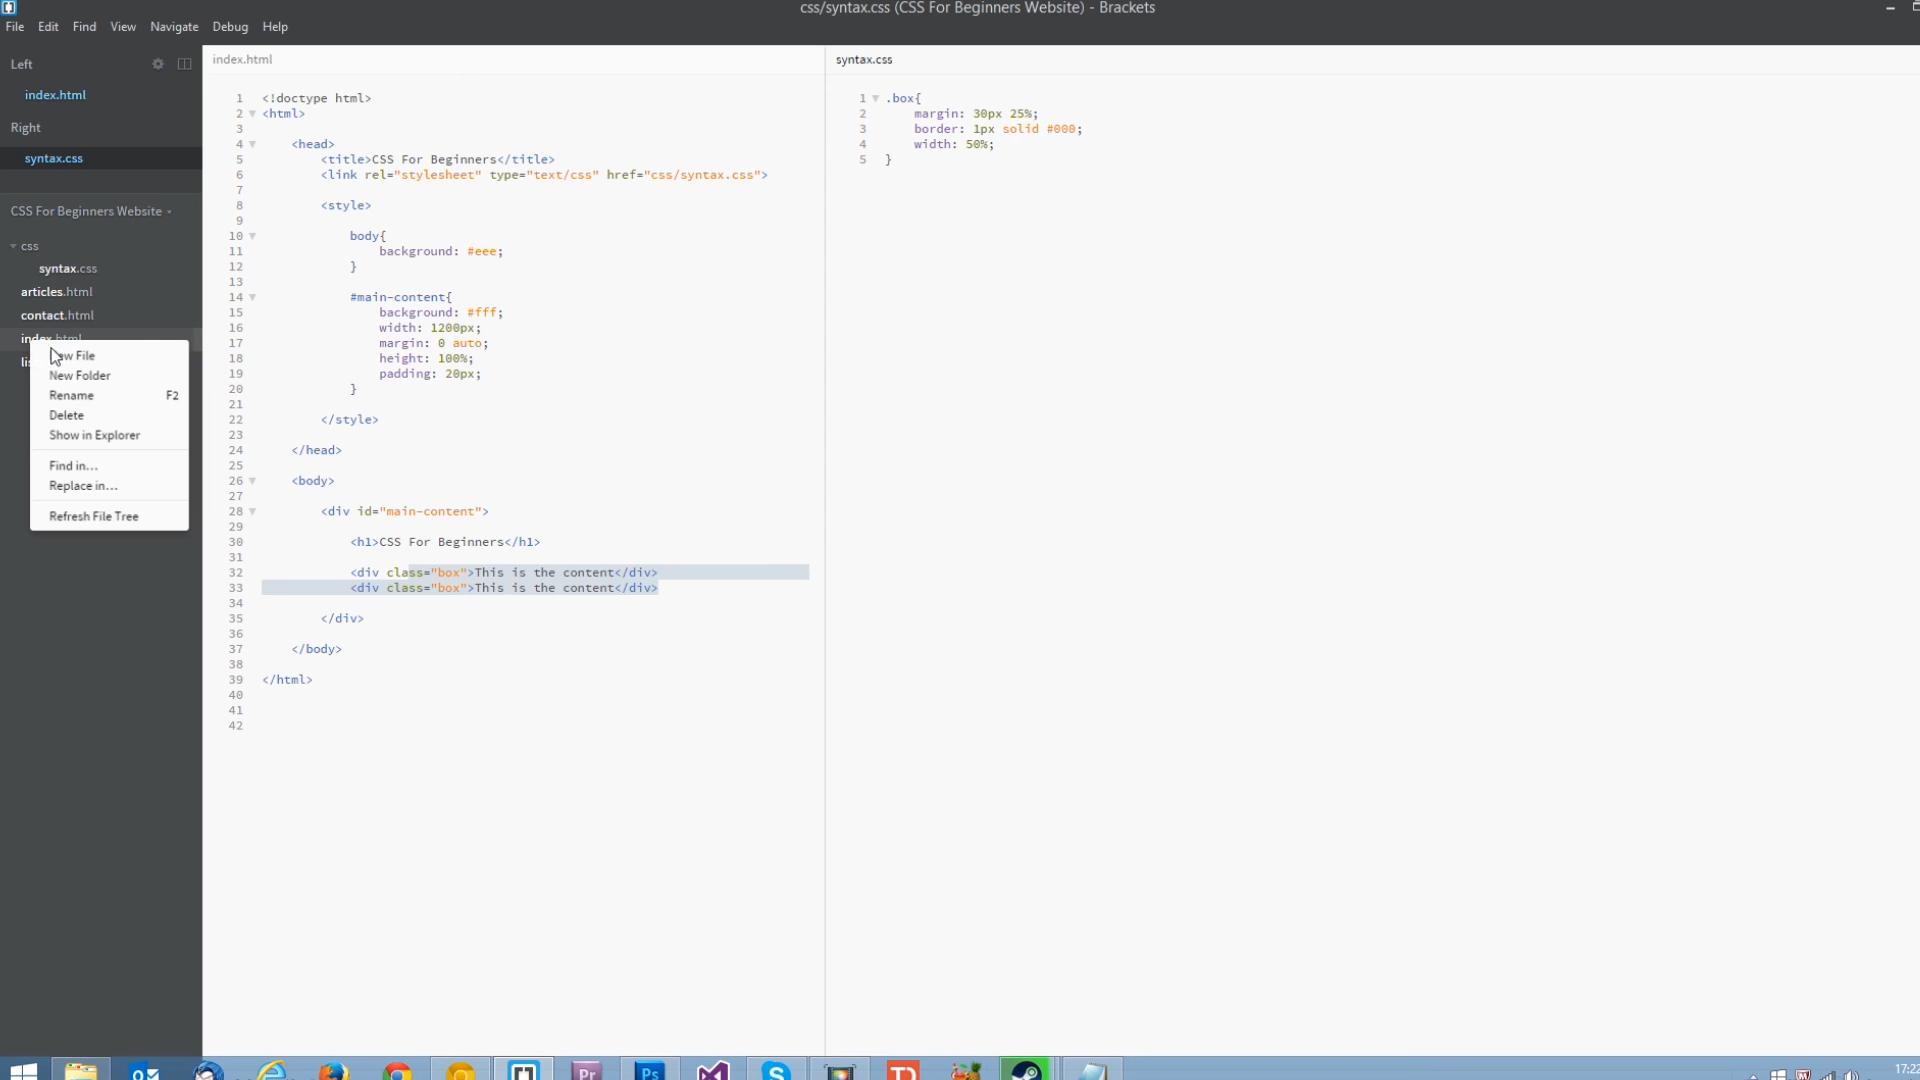 css/syntax.css (CSS For Beginners Website) - Brackets
File Edit Find View Navigate Debug Help
Left
index.html
Right
syntax.css
CSS For Beginners Website
css
syntax.css
articles.html
contact.html
index.html
New Folder
Rename F2
Delete
Show in Explorer
Find in...
Replace in...
Refresh File Tree
index.html
1 <!doctype html>
2 <html>
3
4 <head>
5 <title>CSS For Beginners</title>
6 <link rel="stylesheet" type="text/css" href="css/syntax.css">
7
8 <style>
9
10 body{
11 background: #eee;
12 }
13
14 #main-content{
15 background: #fff;
16 width: 1200px;
17 margin: 0 auto;
18 height: 100%;
19 padding: 20px;
20 }
21
22 </style>
23
24 </head>
25
26 <body>
27
28 <div id="main-content">
29
30 <h1>CSS For Beginners</h1>
31
32 <div class="box">This is the content</div>
33 <div class="box">This is the content</div>
34
35 </div>
36
37 </body>
38
39 </html>
40
41
42
syntax.css
1 .box{
2 margin: 30px 25%;
3 border: 1px solid #000;
4 width: 50%;
5 }
Pr
Ps
17:22